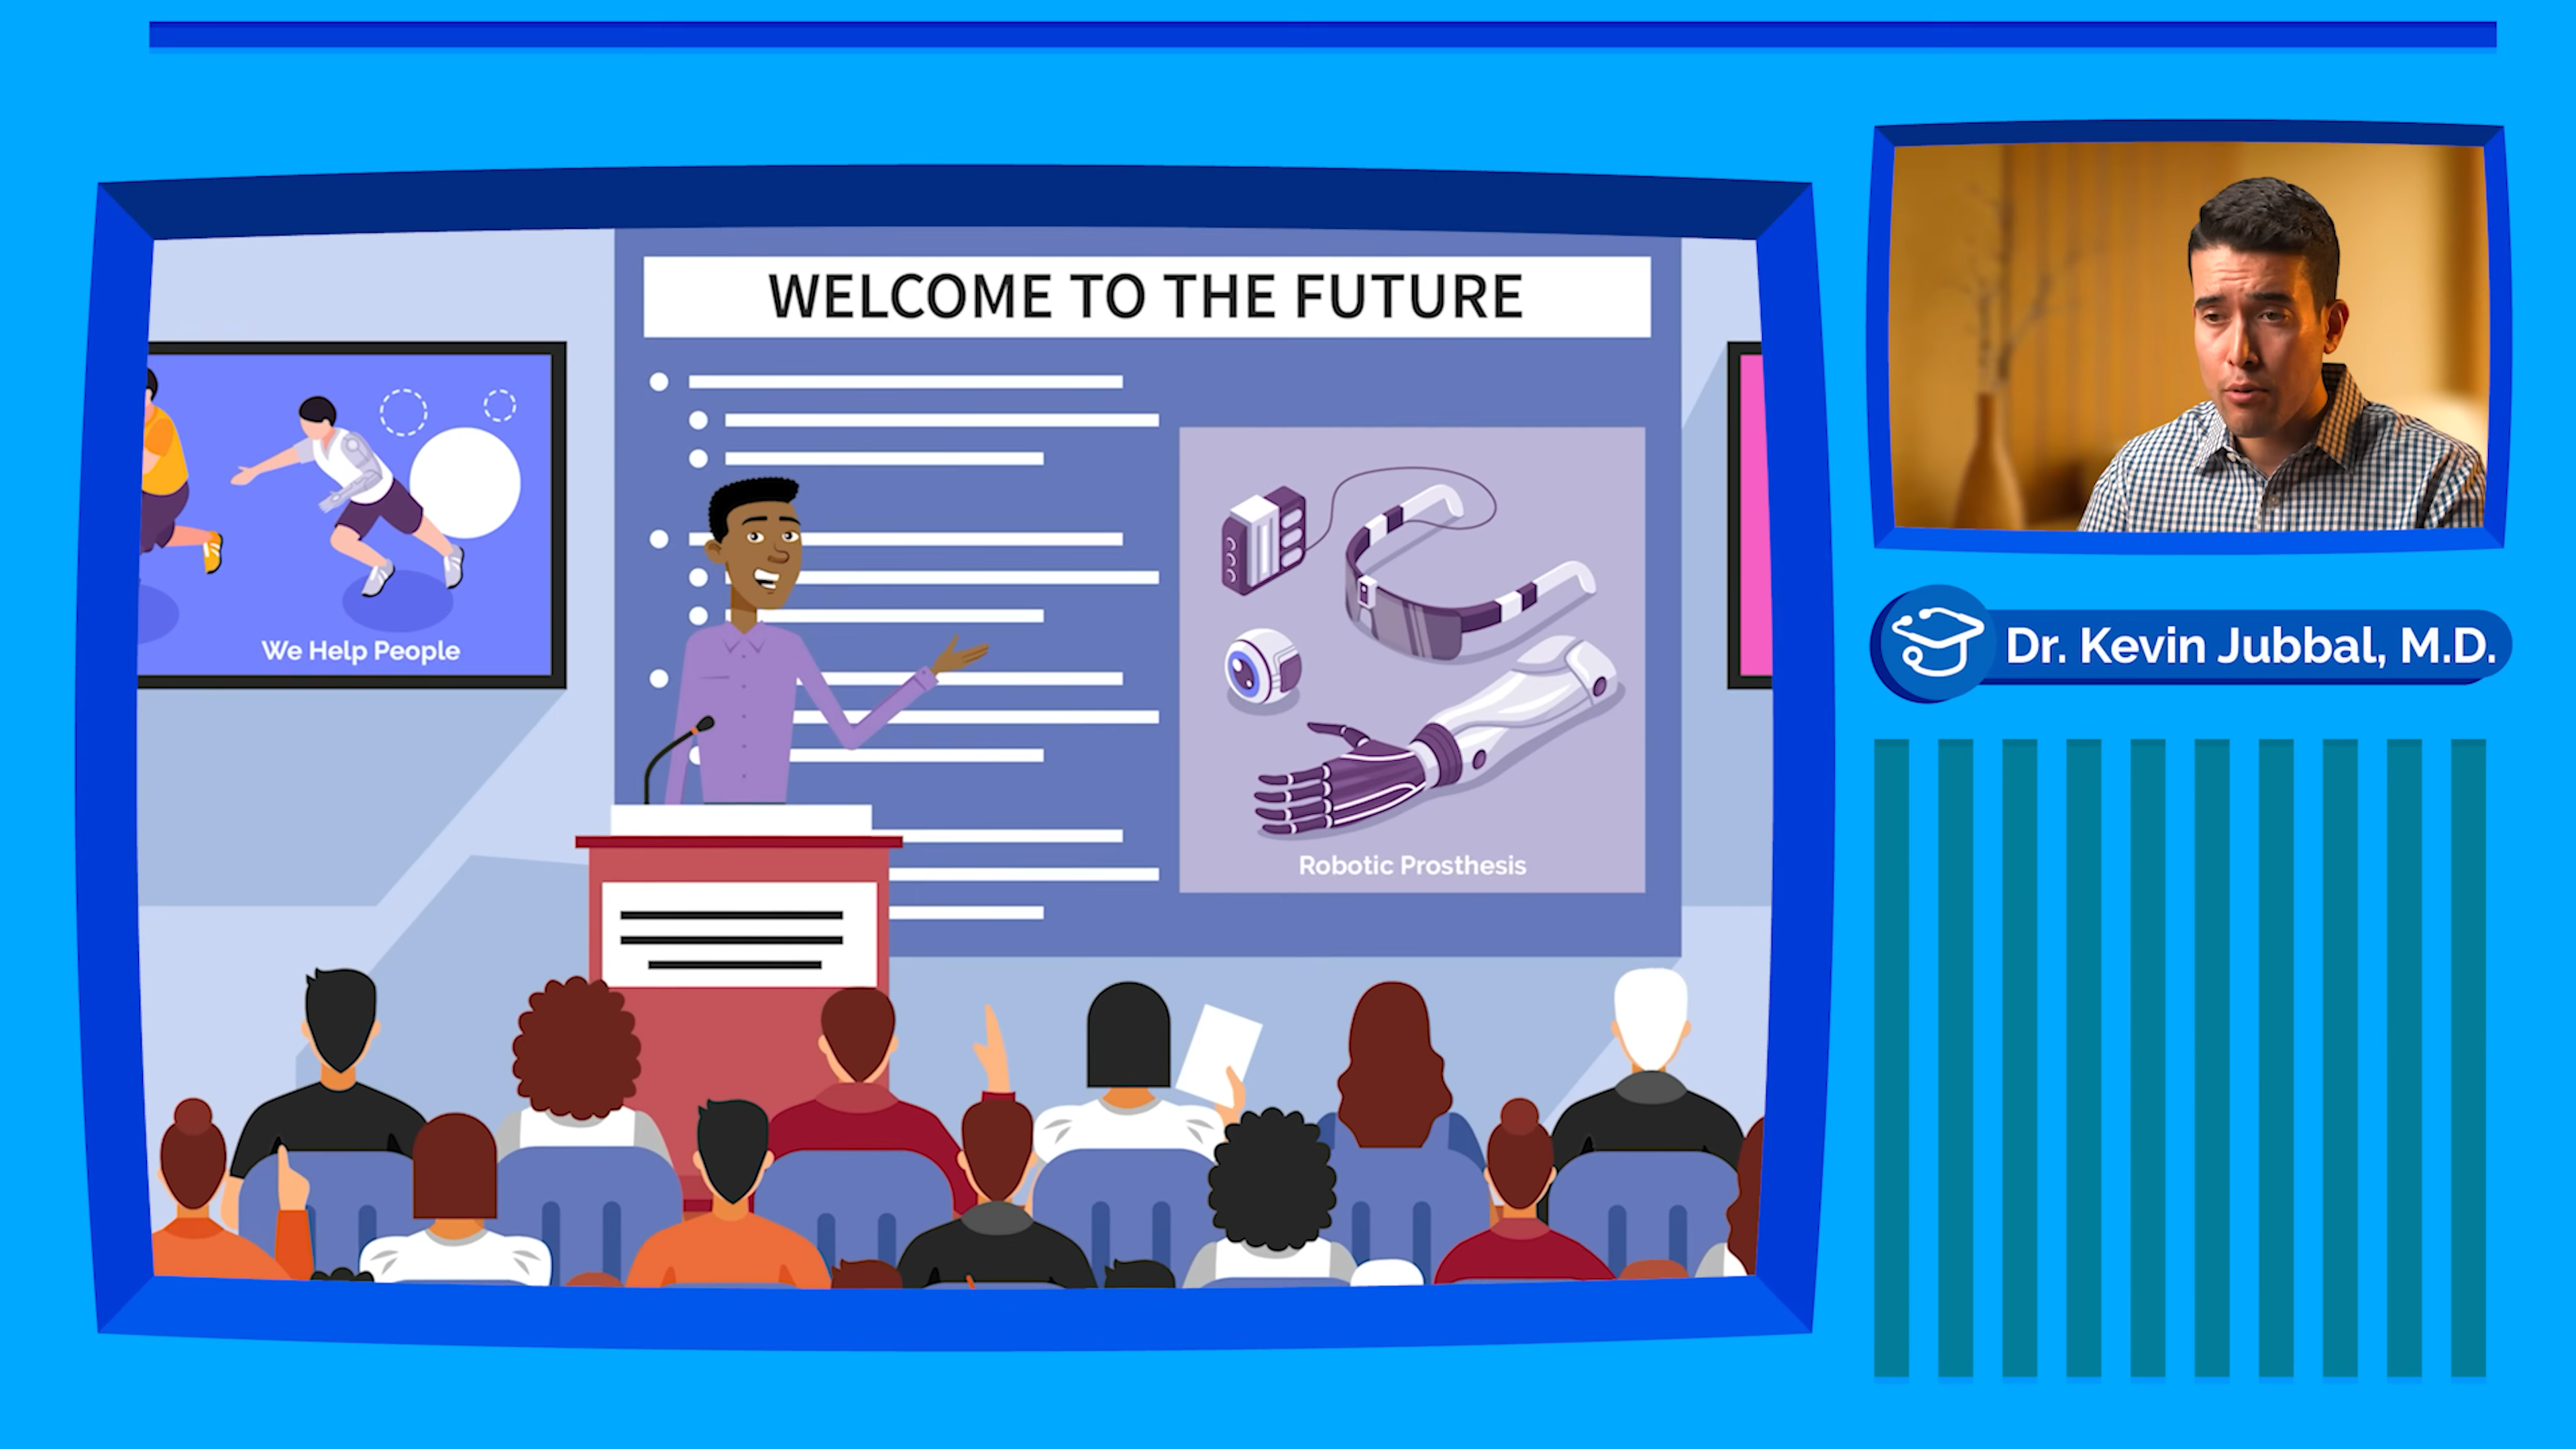 WELCOME TO THE FUTURE
We Help People
Robotic Prosthesis
Dr. Kevin Jubbal, M.D.